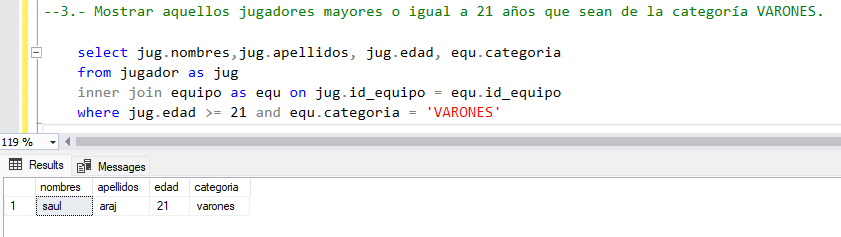 --3.- Mostrar aquellos jugadores mayores o igual a 21 años que sean de la categoría VARONES.
select jug.nombres,jug.apellidos, jug.edad, equ.categoria
from jugador as jug
inner join equipo as equ on jug.id_equipo = equ.id_equipo
where jug.edad >= 21 and equ.categoria = 'VARONES'
119 %
Results Messages
nombres apellidos edad categoria
1 saul araj 21 varones